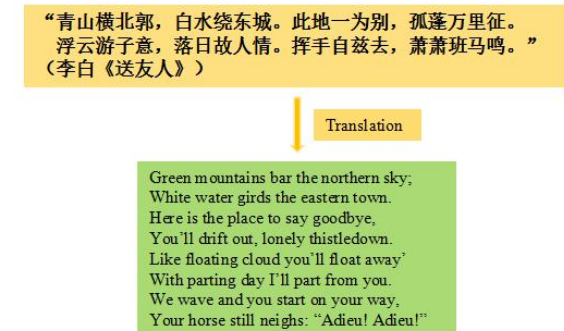 “青山横北郭，白水绕东城。此地一为别，孤蓬万里征。
浮云游子意，落日故人情。挥手自兹去，萧萧班马鸣。”
（李白《送友人》）
Translation
Green mountains bar the northern sky;
White water girds the eastern town.
Here is the place to say goodbye,
You’ll drift out, lonely thistledown.
Like floating cloud you’ll float away’
With parting day I’ll part from you.
We wave and you start on your way,
Your horse still neighs: “Adieu! Adieu!”